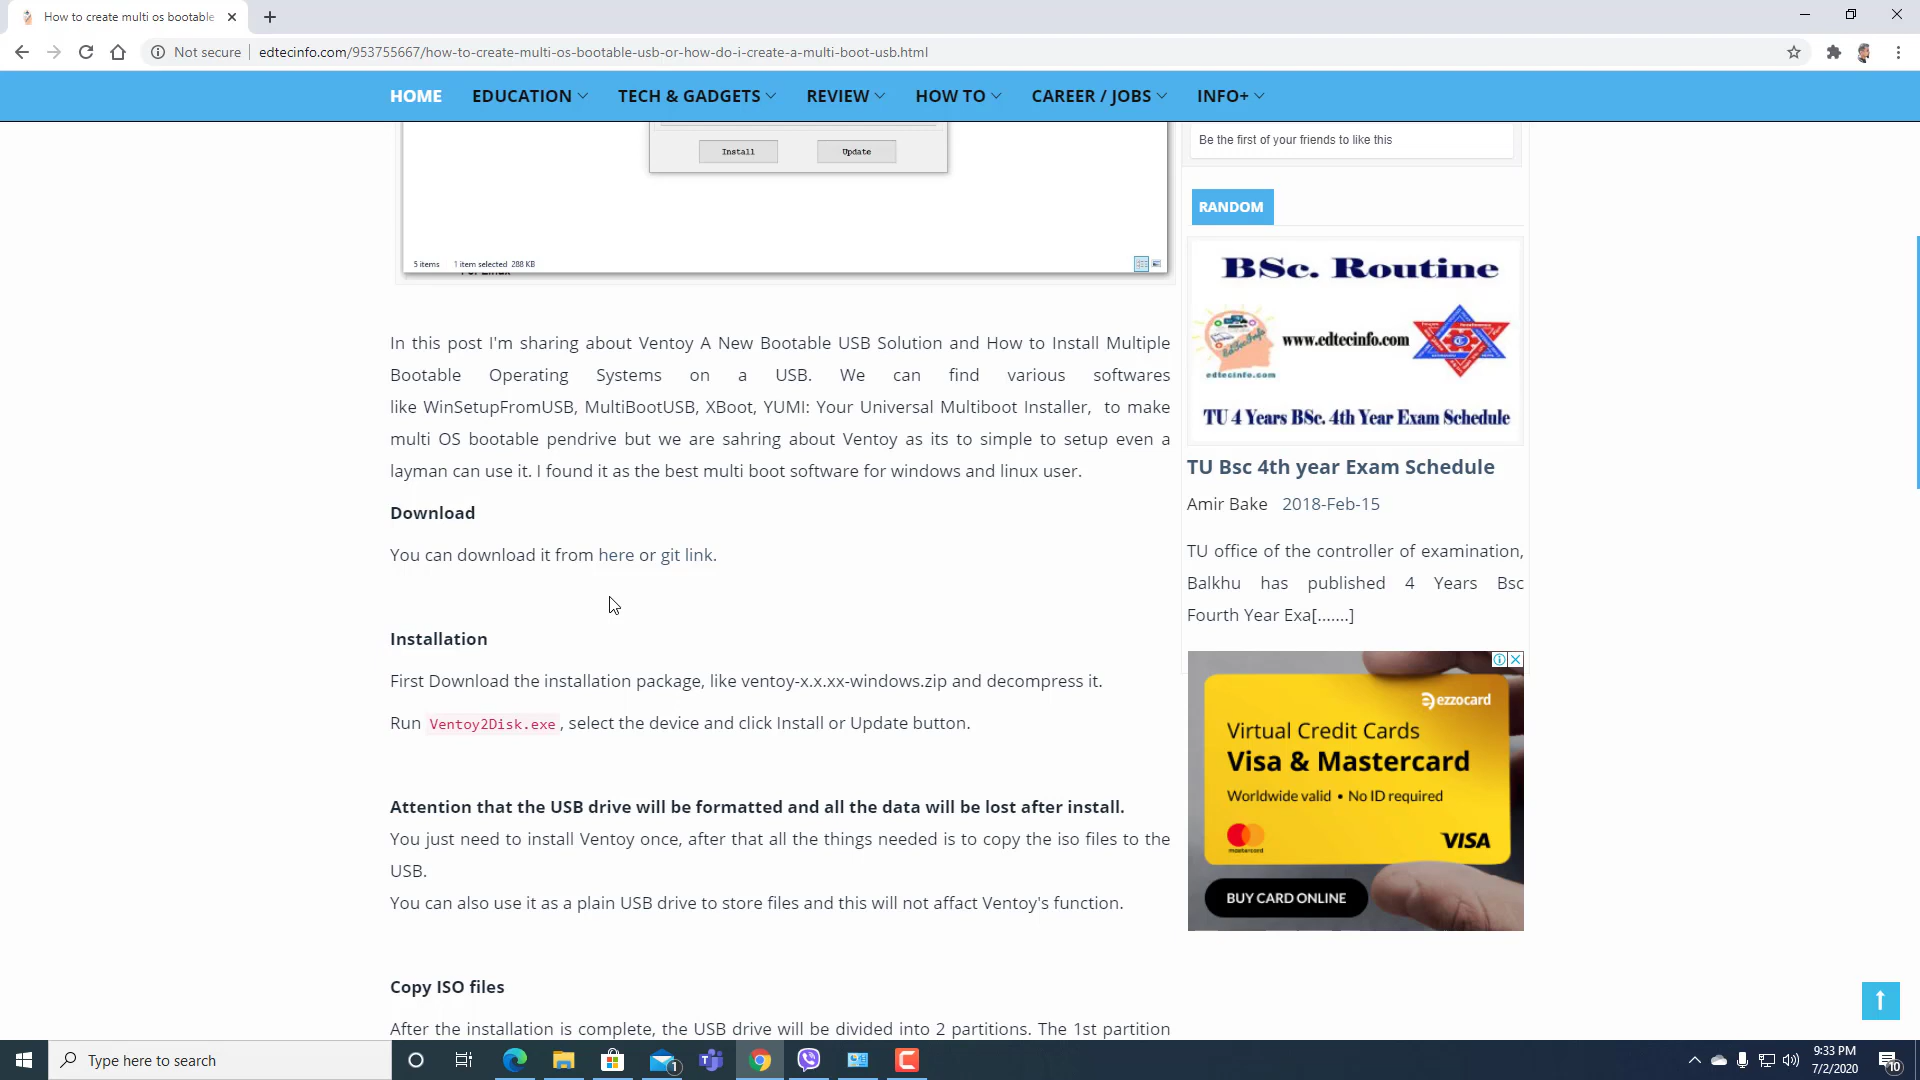 How to create multi os bootable
Not secure
edtecinfo.com/953755667/how-to-create-multi-os-bootable-usb-or-how-do-i-create-a-multi-boot-usb.html
HOME
EDUCATION
TECH & GADGETS
REVIEW
HOW TO
CAREER / JOBS
INFO+
Install
Update
5 items
1 item selected 288 KB
In this post I'm sharing about Ventoy A New Bootable USB Solution and How to Install Multiple
Bootable Operating Systems on a USB. We can find various softwares
like WinSetupFromUSB, MultiBootUSB, XBoot, YUMI: Your Universal Multiboot Installer, to make
multi OS bootable pendrive but we are sahring about Ventoy as its to simple to setup even a
layman can use it. I found it as the best multi boot software for windows and linux user.
Download
You can download it from here or git link.
Installation
First Download the installation package, like ventoy-x.x.xx-windows.zip and decompress it.
Run Ventoy2Disk.exe, select the device and click Install or Update button.
Attention that the USB drive will be formatted and all the data will be lost after install.
You just need to install Ventoy once, after that all the things needed is to copy the iso files to the
USB.
You can also use it as a plain USB drive to store files and this will not affact Ventoy's function.
Copy ISO files
After the installation is complete, the USB drive will be divided into 2 partitions. The 1st partition
Be the first of your friends to like this
RANDOM
BSc. Routine
www.edtecinfo.com
edtecinfo.com
TU 4 Years BSc. 4th Year Exam Schedule
TU Bsc 4th year Exam Schedule
Amir Bake 2018-Feb-15
TU office of the controller of examination,
Balkhu has published 4 Years Bsc
Fourth Year Exa[.......]
ezzocard
Virtual Credit Cards
Visa & Mastercard
Worldwide valid • No ID required
mastercard
VISA
BUY CARD ONLINE
Type here to search
1
9:33 PM
7/2/2020
10